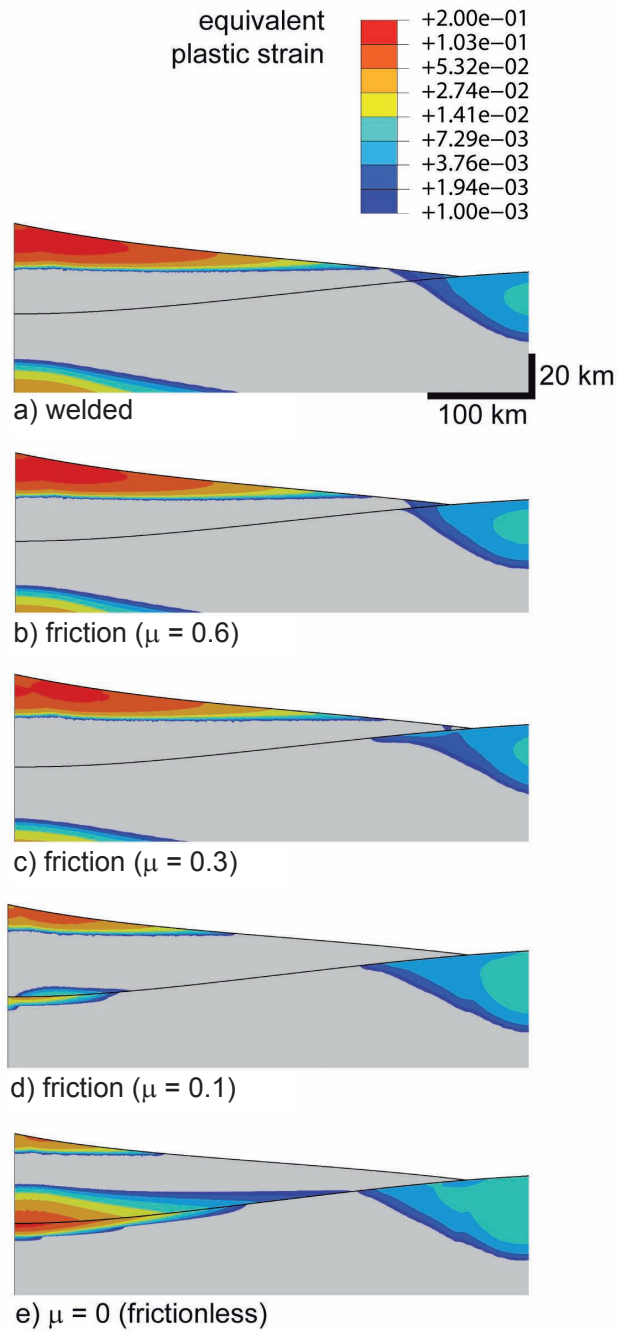 equivalent
plastic strain
+2.00e−01
+1.03e−01
+5.32e−02
+2.74e−02
+1.41e−02
+7.29e−03
+3.76e−03
+1.94e−03
+1.00e−03
20 km
100 km
a) welded
b) friction (μ = 0.6)
c) friction (μ = 0.3)
d) friction (μ = 0.1)
e) μ = 0 (frictionless)